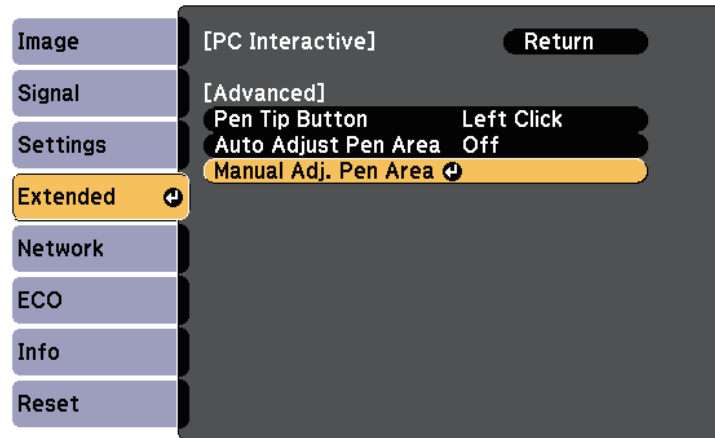 Image
Signal
Settings
Extended
Network
ECO
Info
Reset
[PC Interactive] Return
[Advanced]
Pen Tip Button Left Click
Auto Adjust Pen Area Off
Manual Adj. Pen Area